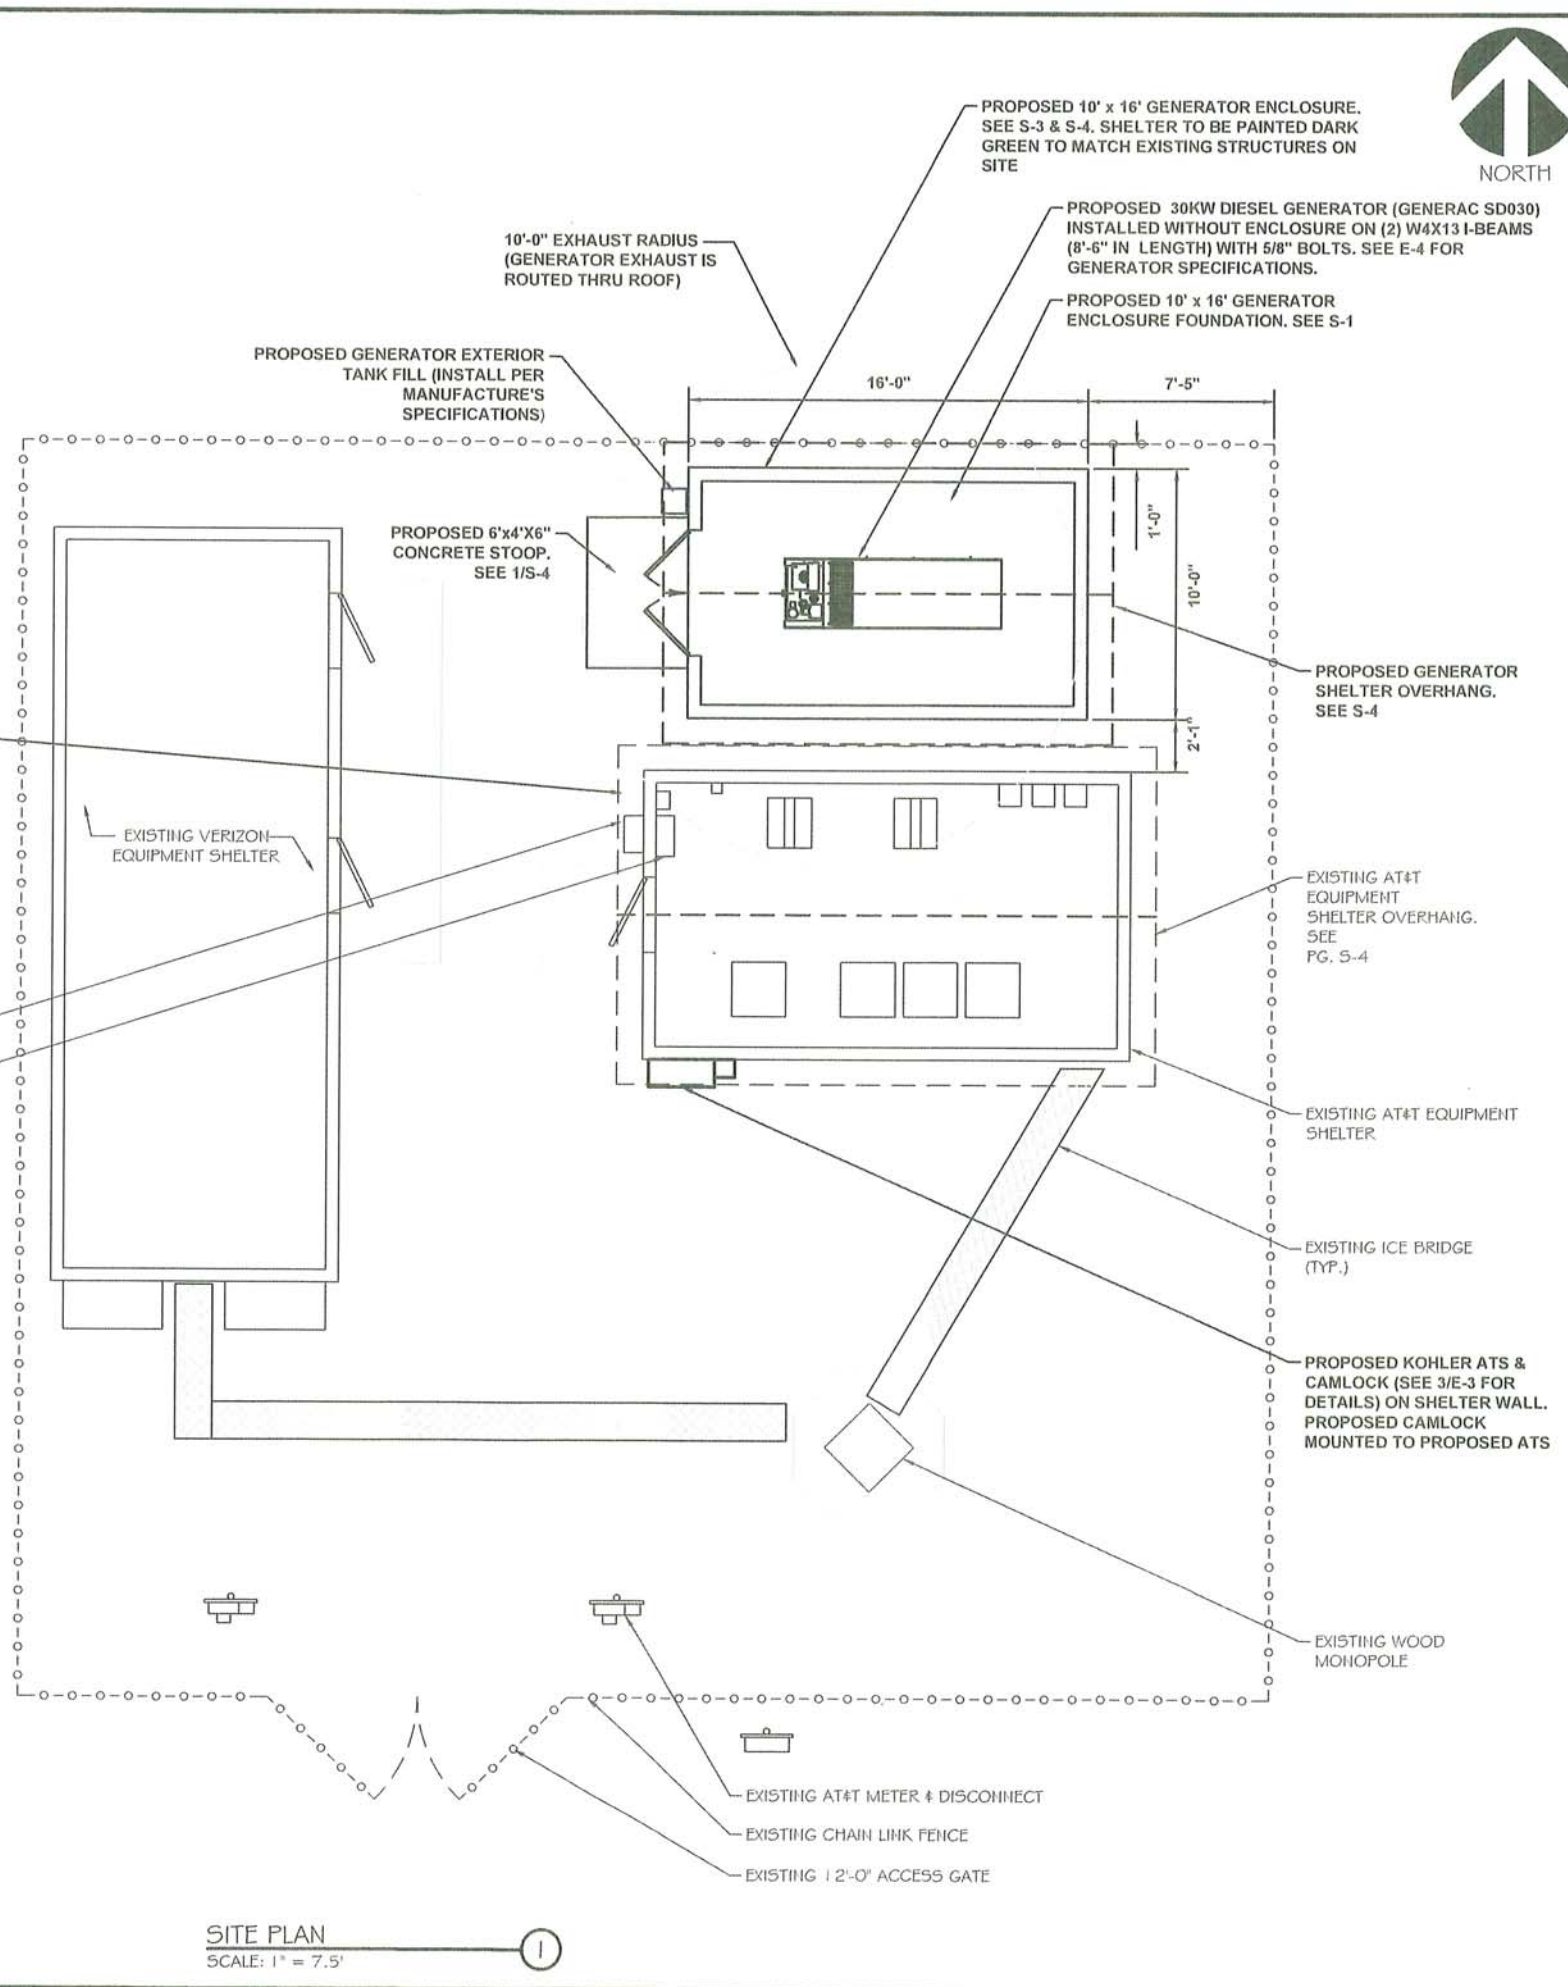 NORTH
PROPOSED 10' x 16' GENERATOR ENCLOSURE.
SEE S-3 & S-4. SHELTER TO BE PAINTED DARK
GREEN TO MATCH EXISTING STRUCTURES ON
SITE
PROPOSED 30KW DIESEL GENERATOR (GENERAC SD030)
INSTALLED WITHOUT ENCLOSURE ON (2) W4X13 I-BEAMS
(8'-6" IN LENGTH) WITH 5/8" BOLTS. SEE E-4 FOR
GENERATOR SPECIFICATIONS.
10'-0" EXHAUST RADIUS
(GENERATOR EXHAUST IS
ROUTED THRU ROOF)
PROPOSED 10' x 16' GENERATOR
ENCLOSURE FOUNDATION. SEE S-1
PROPOSED GENERATOR EXTERIOR
TANK FILL (INSTALL PER
MANUFACTURE'S
SPECIFICATIONS)
16'-0"
7'-5"
PROPOSED 6'x4'X6"
CONCRETE STOOP.
SEE 1/S-4
1'-0"
10'-0"
2'-1"
PROPOSED GENERATOR
SHELTER OVERHANG.
SEE S-4
EXISTING VERIZON
EQUIPMENT SHELTER
EXISTING AT&T
EQUIPMENT
SHELTER OVERHANG.
SEE
PG. S-4
EXISTING AT&T EQUIPMENT
SHELTER
EXISTING ICE BRIDGE
(TYP.)
PROPOSED KOHLER ATS &
CAMLOCK (SEE 3/E-3 FOR
DETAILS) ON SHELTER WALL.
PROPOSED CAMLOCK
MOUNTED TO PROPOSED ATS
EXISTING WOOD
MONOPOLE
EXISTING AT&T METER & DISCONNECT
EXISTING CHAIN LINK FENCE
EXISTING 12'-0" ACCESS GATE
SITE PLAN
SCALE: 1" = 7.5'
1